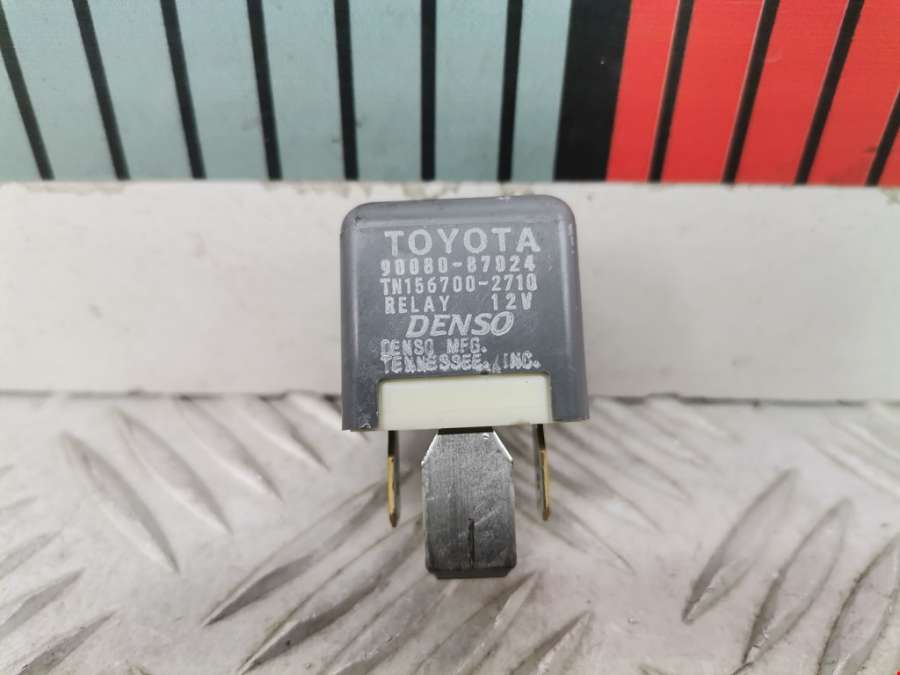 TOYOTA
90080-87024
TN156700-2710
RELAY 12V
DENSO
DENSO MFG.
TENNESSEE, INC.